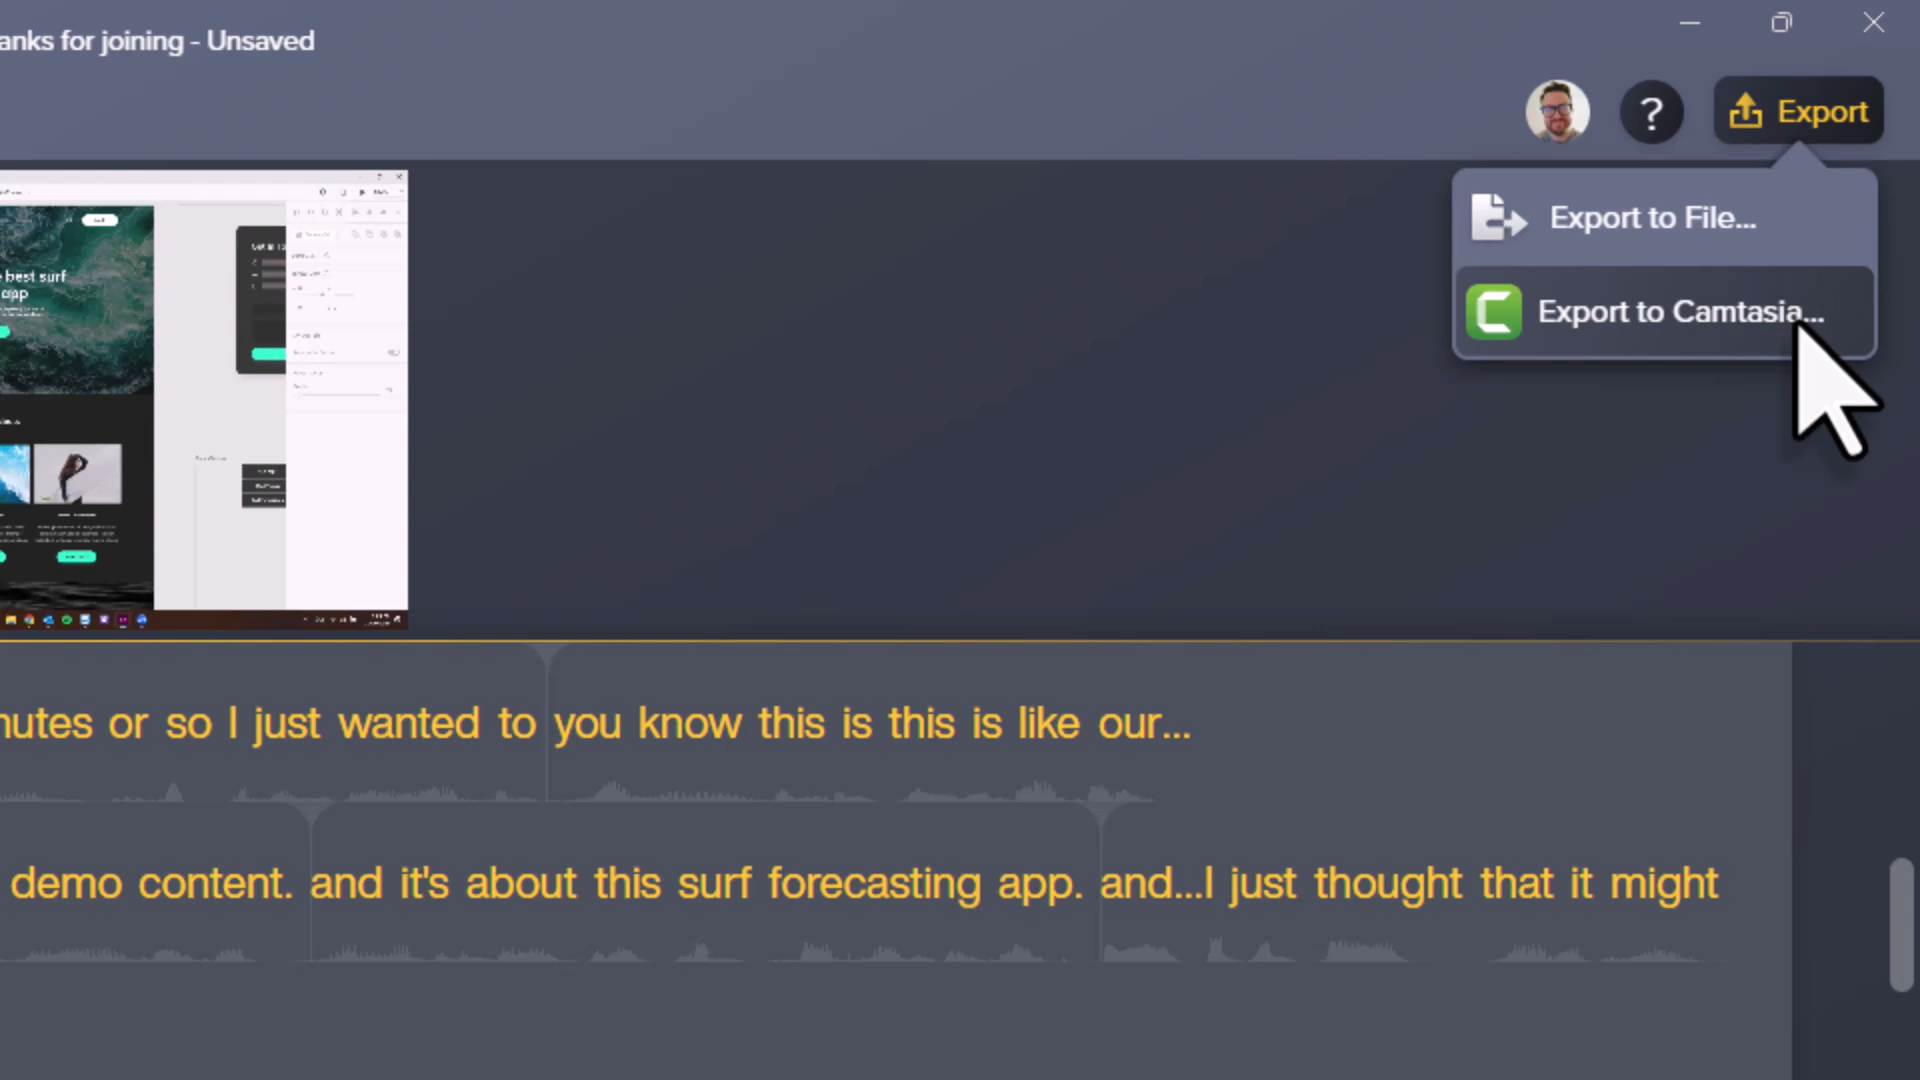 anks for joining - Unsaved
?
Export
Export to File...
Export to Camtasia...
best surf
app
nutes or so I just wanted to you know this is this is like our...
demo content. and it's about this surf forecasting app. and...I just thought that it might